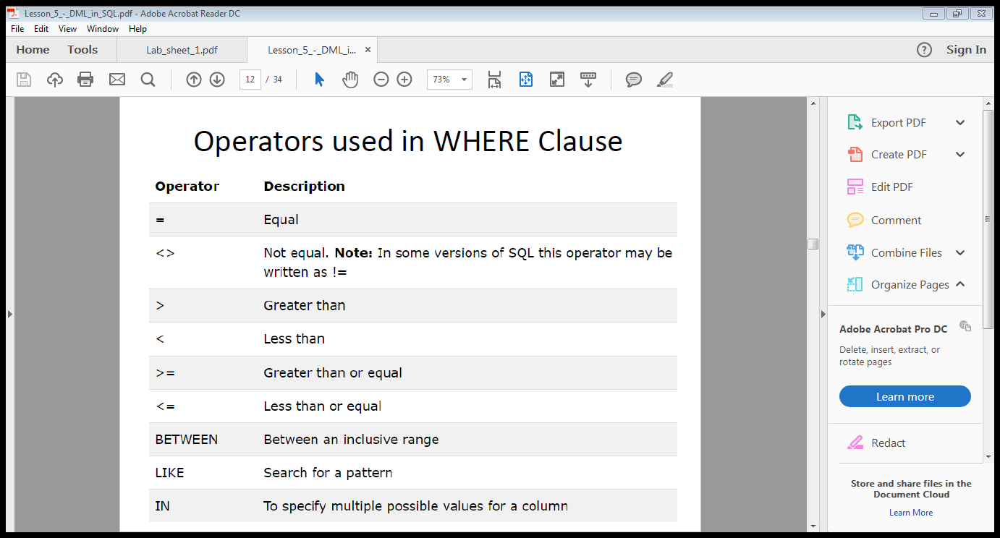 Lesson_5_-_DML_in_SQL.pdf - Adobe Acrobat Reader DC
File Edit View Window Help
Home Tools Lab_sheet_1.pdf Lesson_5_-_DML_i... × ? Sign In
12 / 34 73%
Operators used in WHERE Clause
Operator Description
= Equal
<> Not equal. Note: In some versions of SQL this operator may be
written as !=
> Greater than
< Less than
>= Greater than or equal
<= Less than or equal
BETWEEN Between an inclusive range
LIKE Search for a pattern
IN To specify multiple possible values for a column
Export PDF
Create PDF
Edit PDF
Comment
Combine Files
Organize Pages
Adobe Acrobat Pro DC
Delete, insert, extract, or
rotate pages
Learn more
Redact
Store and share files in the
Document Cloud
Learn More